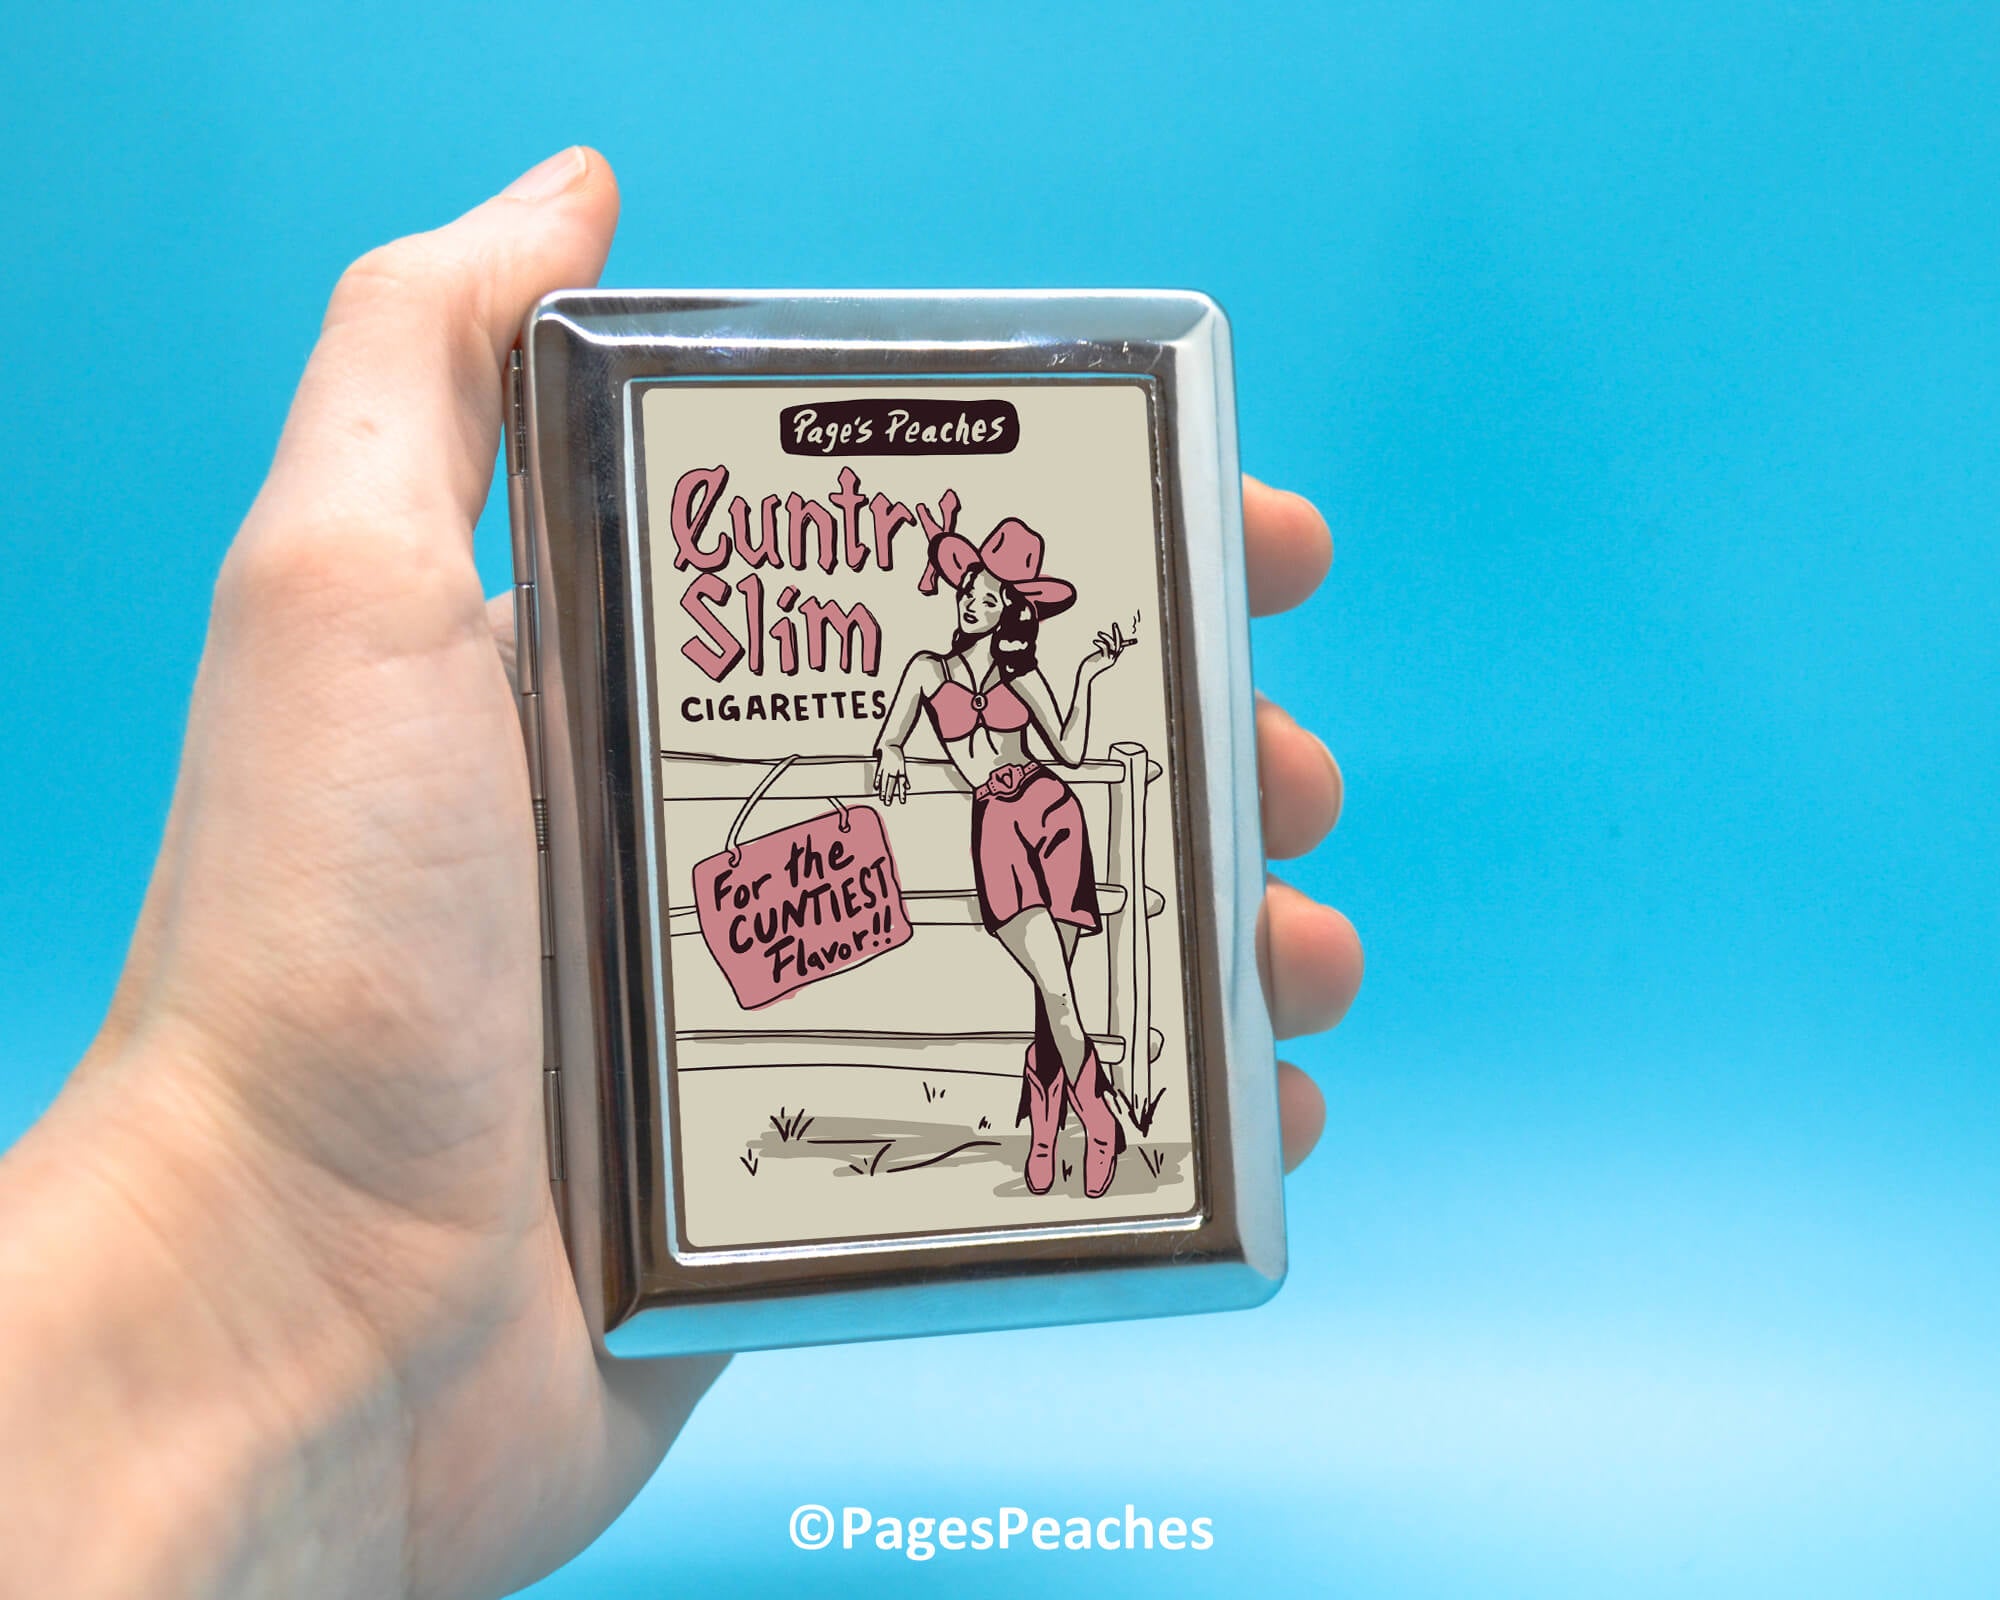 Page's Peaches
Cuntry
Slim
CIGARETTES
For the
CUNTIEST
Flavor!!
©PagesPeaches